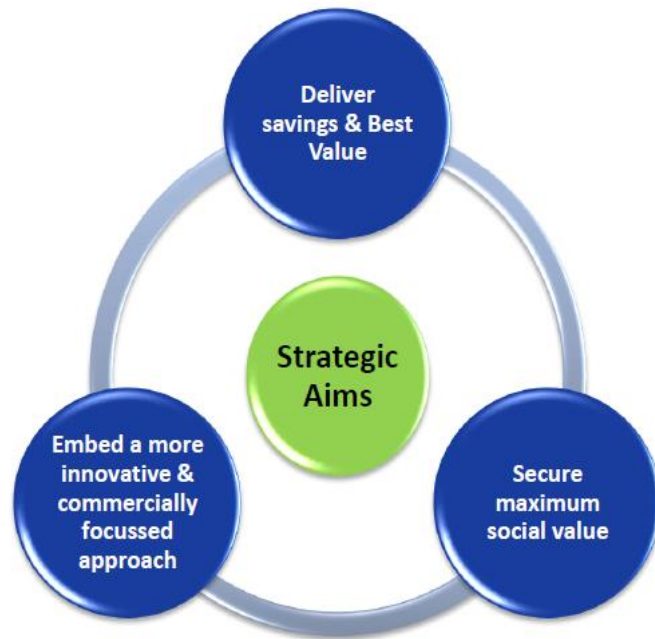 Deliver
savings & Best
Value
Strategic
Aims
Embed a more
innovative &
commercially
focussed
approach
Secure
maximum
social value